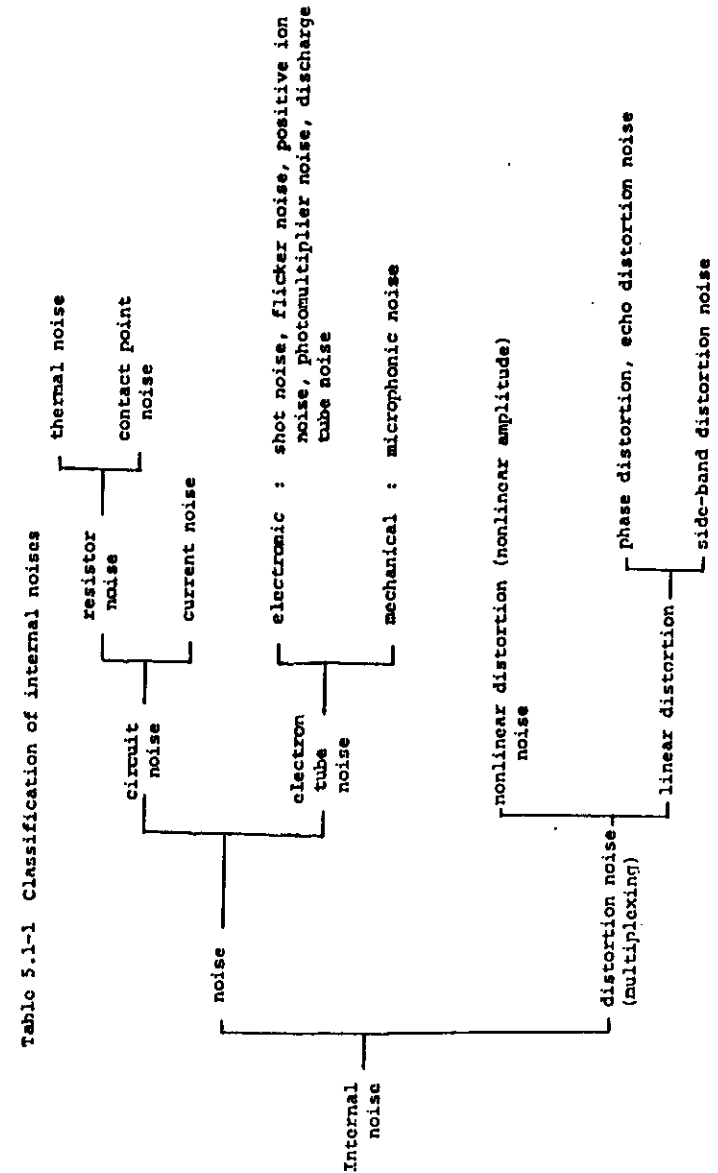 Table 5.1-1 Classification of internal noises
Internal
noise
noise
circuit
noise
resistor
noise
thermal noise
contact point
noise
current noise
electron
tube
noise
electronic : shot noise, flicker noise, positive ion
noise, photomultiplier noise, discharge
tube noise
mechanical : microphonic noise
distortion noise
(multiplexing)
nonlinear distortion (nonlinear amplitude)
noise
linear distortion
phase distortion, echo distortion noise
side-band distortion noise